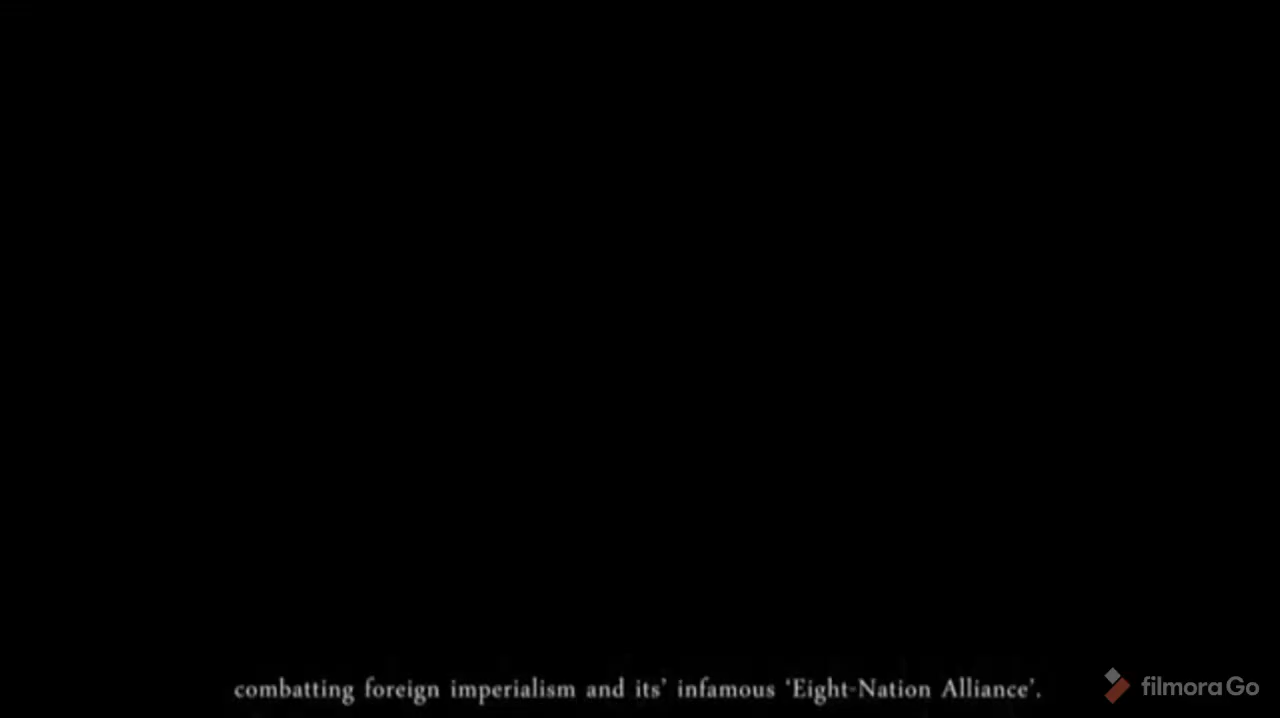 combatting foreign imperialism and its’ infamous ‘Eight-Nation Alliance’.
filmoraGo